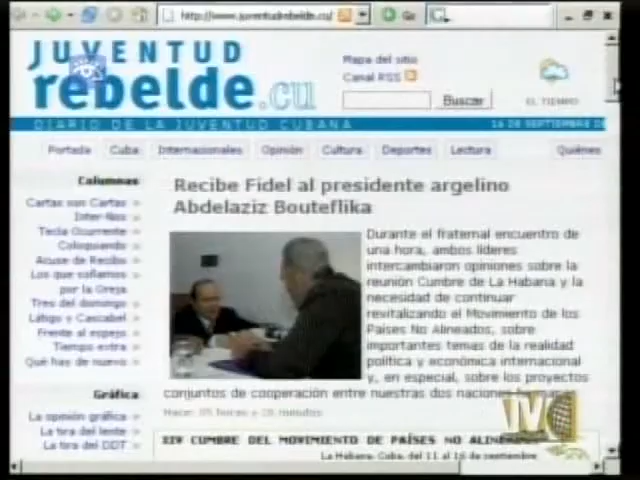 http://www.juventudrebelde.cu/
Go
JUVENTUD
rebelde.cu
Mapa del sitio
Canal RSS
Buscar
EL TIEMPO
DIARIO DE LA JUVENTUD CUBANA
16 DE SEPTIEMBRE DE
Portada Cuba Internacionales Opinión Cultura Deportes Lectura Quiénes
Columnas
Cartas son Cartas
Inter-Nos
Tecla Ocurrente
Coloquiando
Acuse de Recibo
Los que soñamos
por la Oreja
Tres del domingo
Látigo y Cascabel
Frente al espejo
Tiempo extra
Qué hay de nuevo
Gráfica
La opinión gráfica
La tira del lente
La tira del DDT
Recibe Fidel al presidente argelino
Abdelaziz Bouteflika
Durante el fraternal encuentro de
una hora, ambos líderes
intercambiaron opiniones sobre la
reunión Cumbre de La Habana y la
necesidad de continuar
revitalizando el Movimiento de los
Países No Alineados, sobre
importantes temas de la realidad
política y económica internacional
y, en especial, sobre los proyectos
conjuntos de cooperación entre nuestras dos naciones
Hace: horas y minutos
XIV CUMBRE DEL MOVIMIENTO DE PAÍSES NO ALINEADOS
La Habana, Cuba, del 11 al 16 de septiembre